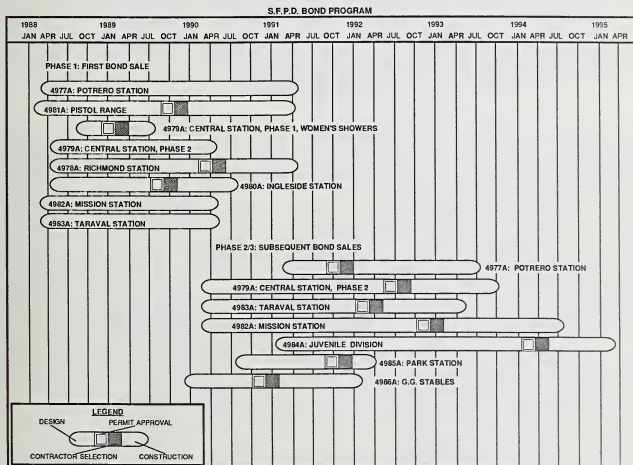 S.F.P.D. BOND PROGRAM
1988 1989 1990 1991 1992 1993 1994 1995
JAN APR JUL OCT JAN APR JUL OCT JAN APR JUL OCT JAN APR JUL OCT JAN APR JUL OCT JAN APR JUL OCT JAN APR JUL OCT JAN APR
PHASE 1: FIRST BOND SALE
4977A: POTRERO STATION
4981A: PISTOL RANGE
4979A: CENTRAL STATION, PHASE 1, WOMEN'S SHOWERS
4979A: CENTRAL STATION, PHASE 2
4978A: RICHMOND STATION
4980A: INGLESIDE STATION
4982A: MISSION STATION
4983A: TARAVAL STATION
PHASE 2/3: SUBSEQUENT BOND SALES
4977A: POTRERO STATION
4979A: CENTRAL STATION, PHASE 2
4983A: TARAVAL STATION
4982A: MISSION STATION
4984A: JUVENILE DIVISION
4985A: PARK STATION
4986A: G.G. STABLES
LEGEND
DESIGN PERMIT APPROVAL
CONTRACTOR SELECTION CONSTRUCTION